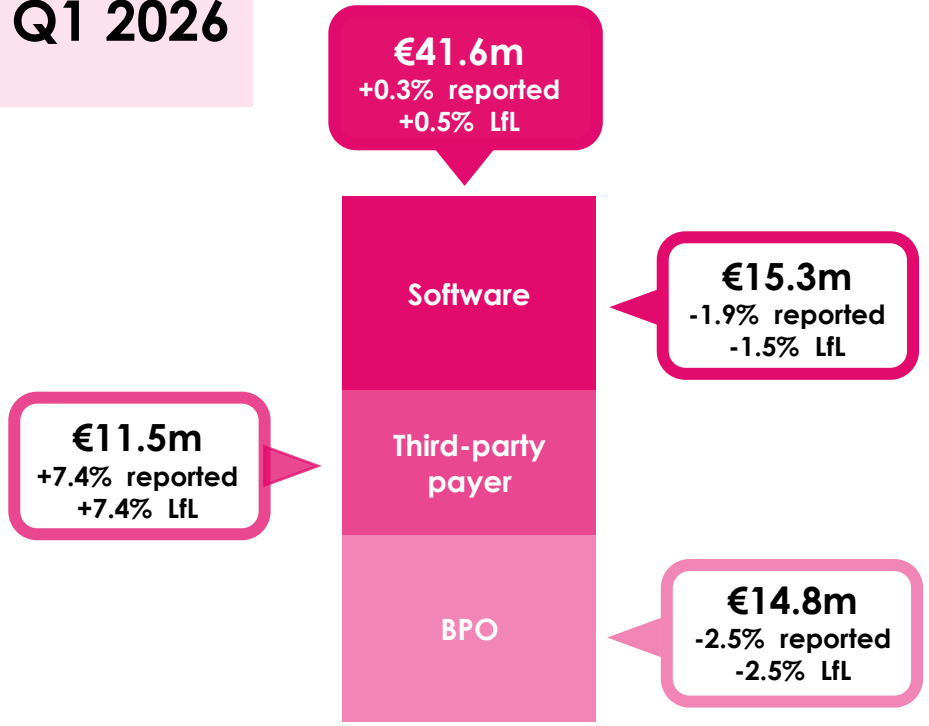 Q1 2026
€41.6m
+0.3% reported
+0.5% LfL
Software
€15.3m
-1.9% reported
-1.5% LfL
€11.5m
+7.4% reported
+7.4% LfL
Third-party
payer
BPO
€14.8m
-2.5% reported
-2.5% LfL